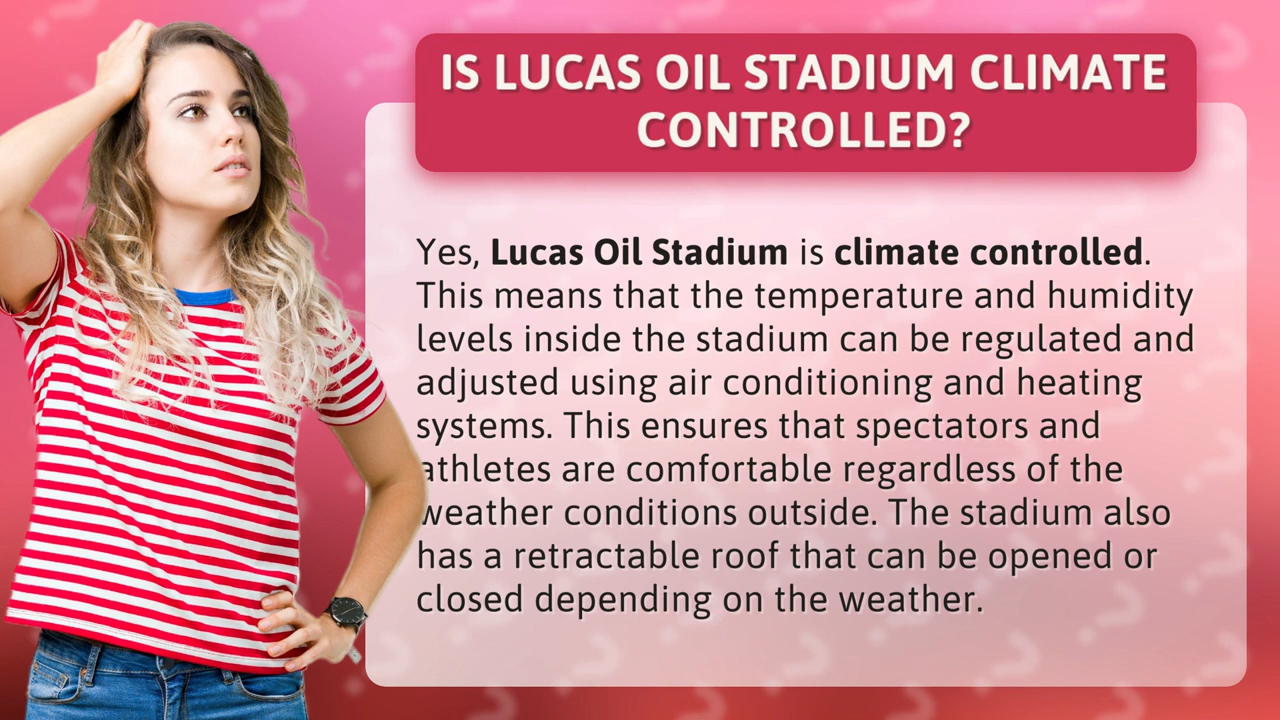 IS LUCAS OIL STADIUM CLIMATE
CONTROLLED?
Yes, Lucas Oil Stadium is climate controlled.
This means that the temperature and humidity
levels inside the stadium can be regulated and
adjusted using air conditioning and heating
systems. This ensures that spectators and
athletes are comfortable regardless of the
weather conditions outside. The stadium also
has a retractable roof that can be opened or
closed depending on the weather.